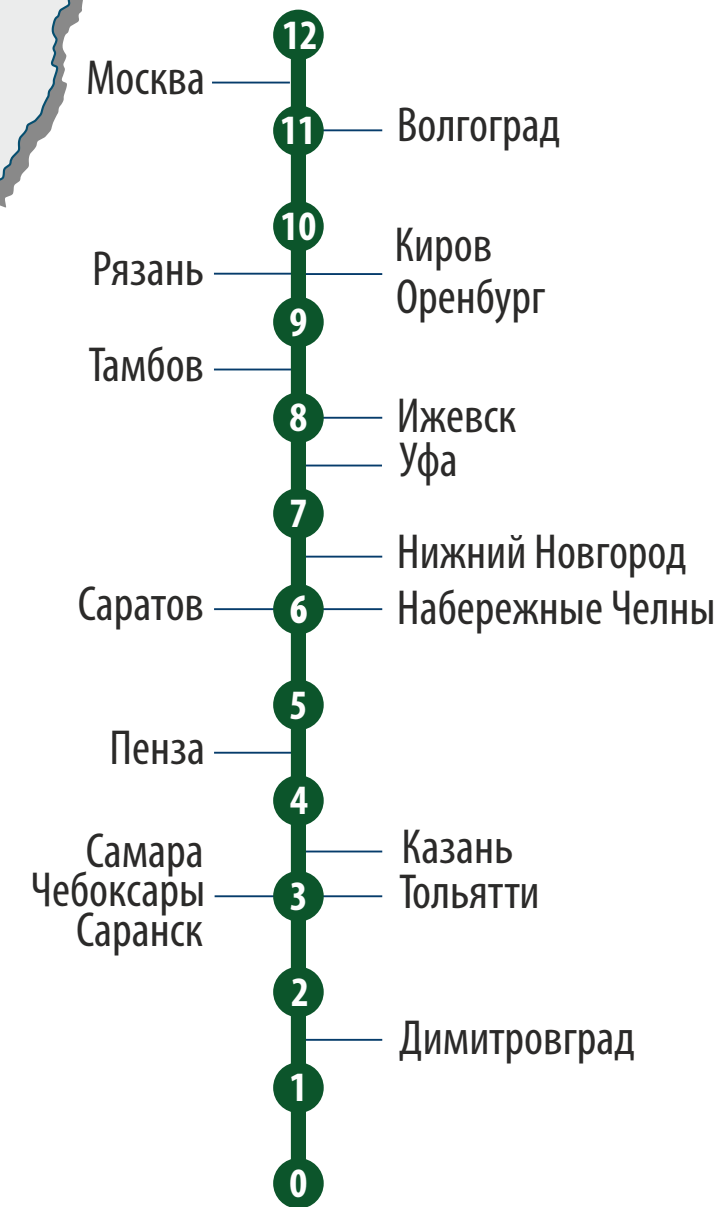 12
Москва
11
Волгоград
10
Киров
Рязань
Оренбург
9
Тамбов
8
Ижевск
Уфа
7
Нижний Новгород
Саратов
6
Набережные Челны
5
Пенза
4
Самара
Казань
Чебоксары
3
Тольятти
Саранск
2
Димитровград
1
0